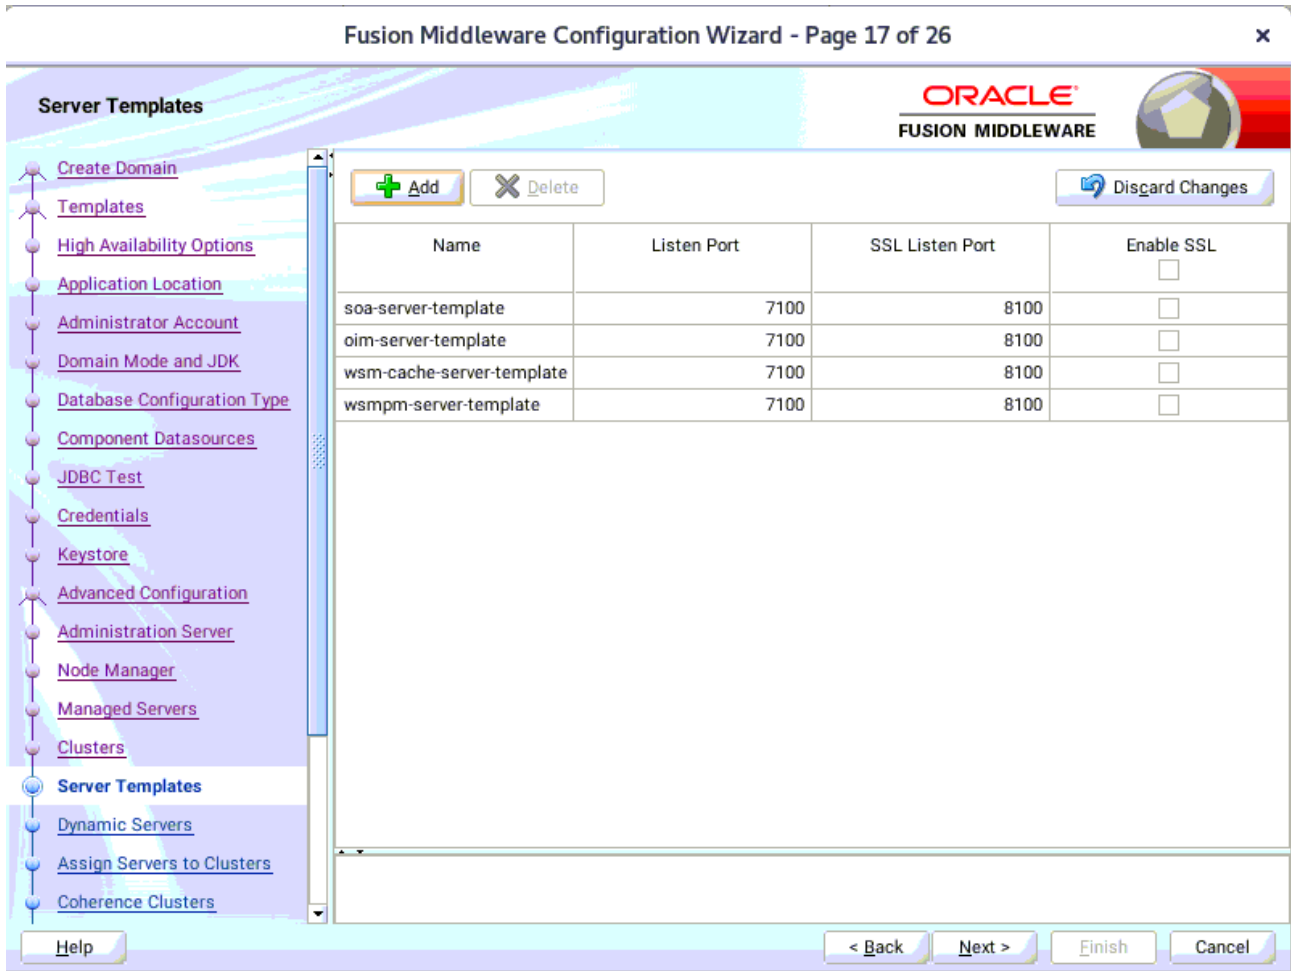 Fusion Middleware Configuration Wizard - Page 17 of 26
Server Templates
ORACLE
FUSION MIDDLEWARE
Create Domain
Templates
High Availability Options
Application Location
Administrator Account
Domain Mode and JDK
Database Configuration Type
Component Datasources
JDBC Test
Credentials
Keystore
Advanced Configuration
Administration Server
Node Manager
Managed Servers
Clusters
Server Templates
Dynamic Servers
Assign Servers to Clusters
Coherence Clusters
Add Delete Discard Changes
Name Listen Port SSL Listen Port Enable SSL
soa-server-template 7100 8100
oim-server-template 7100 8100
wsm-cache-server-template 7100 8100
wsmpm-server-template 7100 8100
Help < Back Next > Finish Cancel